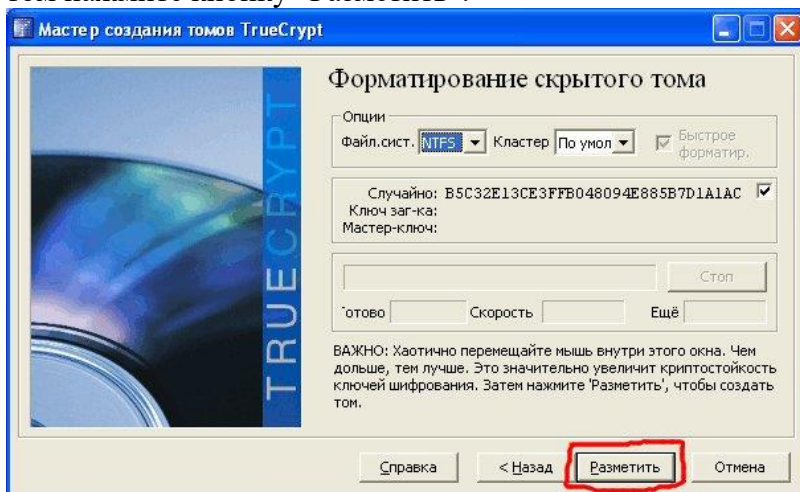 Мастер создания томов TrueCrypt
TRUECRYPT
Форматирование скрытого тома
Опции
Файл.сист. NTFS Кластер По умол Быстрое
форматир.
Случайно: B5C32E13CE3FFB048094E885B7D1A1AC
Ключ заг-ка:
Мастер-ключ:
Стоп
отово Скорость Ещё
ВАЖНО: Хаотично перемещайте мышь внутри этого окна. Чем
дольше, тем лучше. Это значительно увеличит криптостойкость
ключей шифрования. Затем нажмите 'Разметить', чтобы создать
том.
Справка < Назад Разметить Отмена